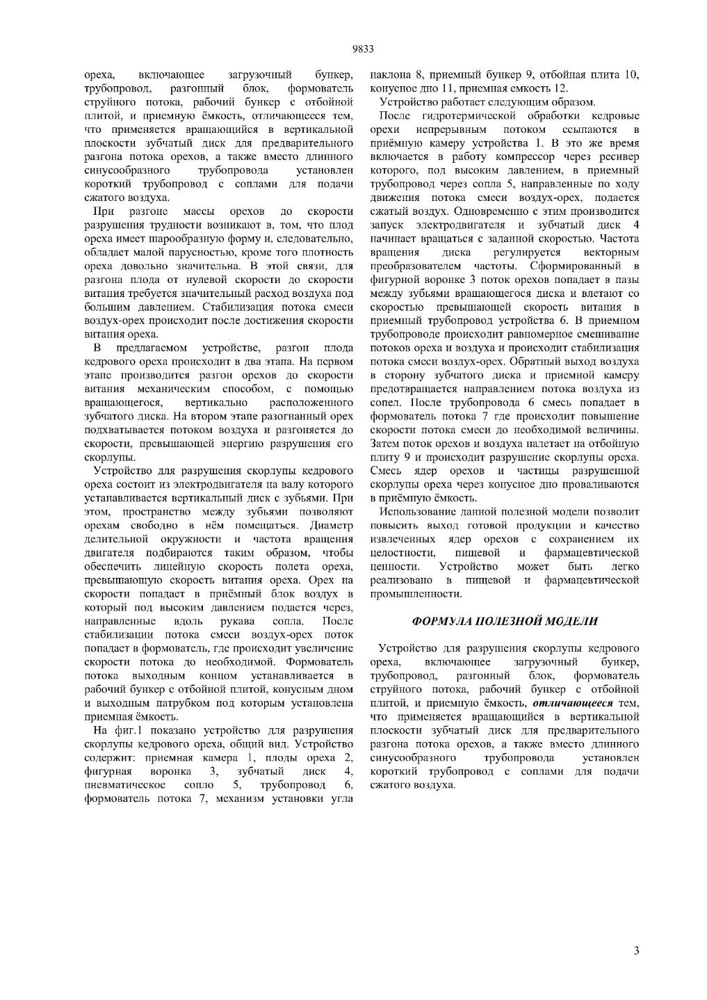 9833
ореха, включающее загрузочный бункер,
трубопровод, разгонный блок, формователь
струйного потока, рабочий бункер с отбойной
плитой, и приемную ёмкость, отличающееся тем,
что применяется вращающийся в вертикальной
плоскости зубчатый диск для предварительного
разгона потока орехов, а также вместо длинного
синусообразного трубопровода установлен
короткий трубопровод с соплами для подачи
сжатого воздуха.
При разгоне массы орехов до скорости
разрушения трудности возникают в, том, что плод
ореха имеет шарообразную форму и, следовательно,
обладает малой парусностью, кроме того плотность
ореха довольно значительна. В этой связи, для
разгона плода от нулевой скорости до скорости
витания требуется значительный расход воздуха под
большим давлением. Стабилизация потока смеси
воздух-орех происходит после достижения скорости
витания ореха.
В предлагаемом устройстве, разгон плода
кедрового ореха происходит в два этапа. На первом
этапе производится разгон орехов до скорости
витания механическим способом, с помощью
вращающегося, вертикально расположенного
зубчатого диска. На втором этапе разогнанный орех
подхватывается потоком воздуха и разгоняется до
скорости, превышающей энергию разрушения его
скорлупы.
Устройство для разрушения скорлупы кедрового
ореха состоит из электродвигателя на валу которого
устанавливается вертикальный диск с зубьями. При
этом, пространство между зубьями позволяют
орехам свободно в нём помещаться. Диаметр
делительной окружности и частота вращения
двигателя подбираются таким образом, чтобы
обеспечить линейную скорость полета ореха,
превышающую скорость витания ореха. Орех на
скорости попадает в приёмный блок воздух в
который под высоким давлением подается через,
направленные вдоль рукава сопла. После
стабилизации потока смеси воздух-орех поток
попадает в формователь, где происходит увеличение
скорости потока до необходимой. Формователь
потока выходным концом устанавливается в
рабочий бункер с отбойной плитой, конусным дном
и выходным патрубком под которым установлена
приемная ёмкость.
На фиг.1 показано устройство для разрушения
скорлупы кедрового ореха, общий вид. Устройство
содержит: приемная камера 1, плоды ореха 2,
фигурная воронка 3, зубчатый диск 4,
пневматическое сопло 5, трубопровод 6,
формователь потока 7, механизм установки угла
наклона 8, приемный бункер 9, отбойная плита 10,
конусное дно 11, приемная емкость 12.
Устройство работает следующим образом.
После гидротермической обработки кедровые
орехи непрерывным потоком ссыпаются в
приёмную камеру устройства 1. В это же время
включается в работу компрессор через ресивер
которого, под высоким давлением, в приемный
трубопровод через сопла 5, направленные по ходу
движения потока смеси воздух-орех, подается
сжатый воздух. Одновременно с этим производится
запуск электродвигателя и зубчатый диск 4
начинает вращаться с заданной скоростью. Частота
вращения диска регулируется векторным
преобразователем частоты. Сформированный в
фигурной воронке 3 поток орехов попадает в пазы
между зубьями вращающегося диска и влетают со
скоростью превышающей скорость витания в
приемный трубопровод устройства 6. В приемном
трубопроводе происходит равномерное смешивание
потоков ореха и воздуха и происходит стабилизация
потока смеси воздух-орех. Обратный выход воздуха
в сторону зубчатого диска и приемной камеру
предотвращается направлением потока воздуха из
сопел. После трубопровода 6 смесь попадает в
формователь потока 7 где происходит повышение
скорости потока смеси до необходимой величины.
Затем поток орехов и воздуха налетает на отбойную
плиту 9 и происходит разрушение скорлупы ореха.
Смесь ядер орехов и частицы разрушенной
скорлупы ореха через конусное дно проваливаются
в приёмную ёмкость.
Использование данной полезной модели позволит
повысить выход готовой продукции и качество
извлеченных ядер орехов с сохранением их
целостности, пищевой и фармацевтической
ценности. Устройство может быть легко
реализовано в пищевой и фармацевтической
промышленности.
ФОРМУЛА ПОЛЕЗНОЙ МОДЕЛИ
Устройство для разрушения скорлупы кедрового
ореха, включающее загрузочный бункер,
трубопровод, разгонный блок, формователь
струйного потока, рабочий бункер с отбойной
плитой, и приемную ёмкость, отличающееся тем,
что применяется вращающийся в вертикальной
плоскости зубчатый диск для предварительного
разгона потока орехов, а также вместо длинного
синусообразного трубопровода установлен
короткий трубопровод с соплами для подачи
сжатого воздуха.
3